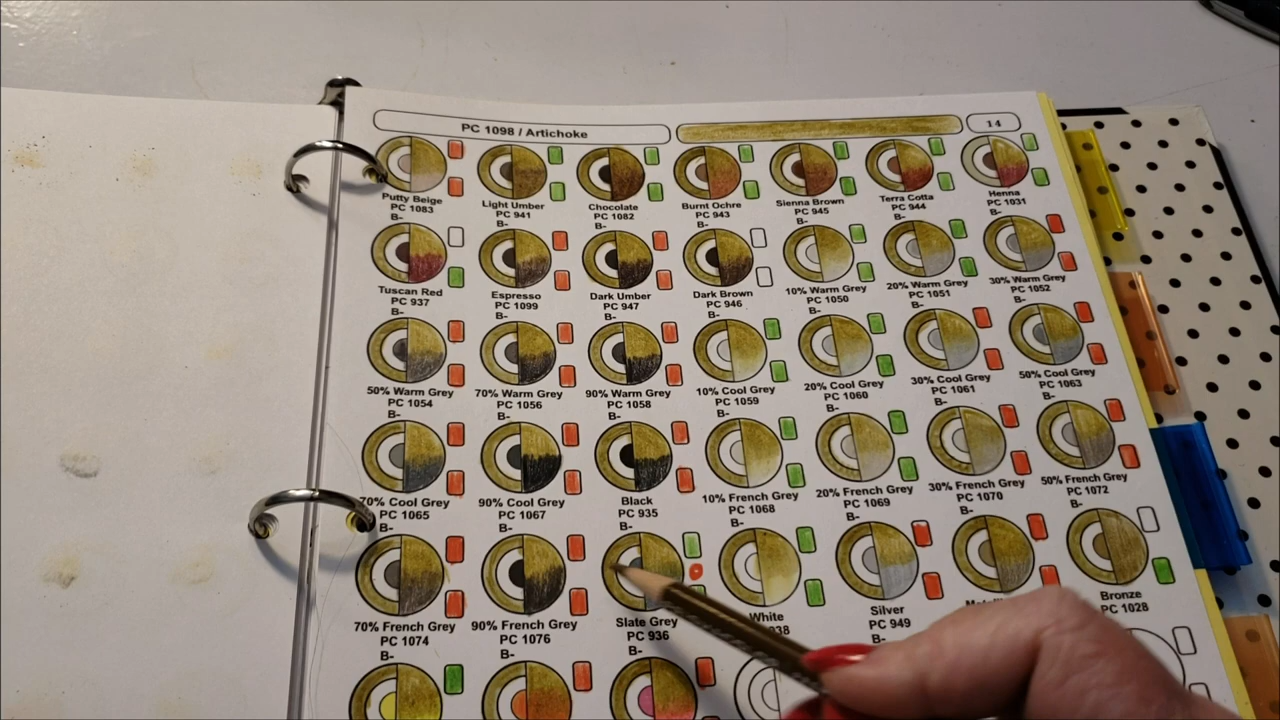 PC 1098 / Artichoke
14
Putty Beige
PC 1083
B-
Light Umber
PC 941
B-
Chocolate
PC 1082
B-
Burnt Ochre
PC 943
B-
Sienna Brown
PC 945
B-
Terra Cotta
PC 944
B-
Henna
PC 1031
B-
Tuscan Red
PC 937
B-
Espresso
PC 1099
B-
Dark Umber
PC 947
B-
Dark Brown
PC 946
B-
10% Warm Grey
PC 1050
B-
20% Warm Grey
PC 1051
B-
30% Warm Grey
PC 1052
B-
50% Warm Grey
PC 1054
B-
70% Warm Grey
PC 1056
B-
90% Warm Grey
PC 1058
B-
10% Cool Grey
PC 1059
B-
20% Cool Grey
PC 1060
B-
30% Cool Grey
PC 1061
B-
50% Cool Grey
PC 1063
B-
70% Cool Grey
PC 1065
B-
90% Cool Grey
PC 1067
B-
Black
PC 935
B-
10% French Grey
PC 1068
B-
20% French Grey
PC 1069
B-
30% French Grey
PC 1070
B-
50% French Grey
PC 1072
B-
70% French Grey
PC 1074
B-
90% French Grey
PC 1076
B-
Slate Grey
PC 936
B-
White
938
Silver
PC 949
B-
Bronze
PC 1028
B-